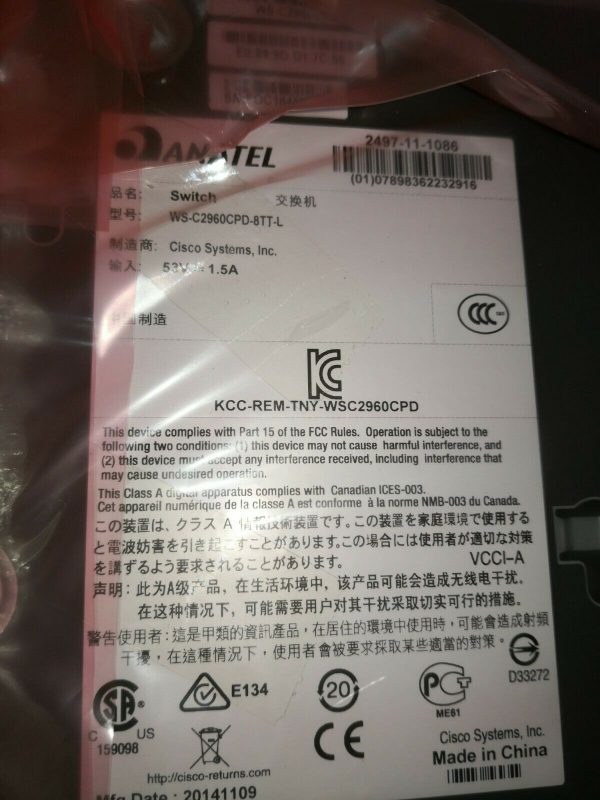 WS-C2960
ANATEL
2497-11-1086
(01)07898362232916
品名: Switch 交换机
型号: WS-C2960CPD-8TT-L
制造商: Cisco Systems, Inc.
输入: 53V⎓ 1.5A
中国制造
CCC
KC
KCC-REM-TNY-WSC2960CPD
This device complies with Part 15 of the FCC Rules. Operation is subject to the
following two conditions: (1) this device may not cause harmful interference, and
(2) this device must accept any interference received, including interference that
may cause undesired operation.
This Class A digital apparatus complies with Canadian ICES-003.
Cet appareil numérique de la classe A est conforme à la norme NMB-003 du Canada.
この装置は、クラス A 情報技術装置です。この装置を家庭環境で使用する
と電波妨害を引き起こすことがあります。この場合には使用者が適切な対策
を講ずるよう要求されることがあります。 VCCI-A
声明: 此为A级产品，在生活环境中，该产品可能会造成无线电干扰。
在这种情况下，可能需要用户对其干扰采取切实可行的措施。
警告使用者: 這是甲類的資訊產品，在居住的環境中使用時，可能會造成射頻
干擾，在這種情況下，使用者會被要求採取某些適當的對策。
D33272
SA® E134 20 PCT
C US ME61
159098
CE
Cisco Systems, Inc.
Made in China
http://cisco-returns.com
Mfg Date : 20141109